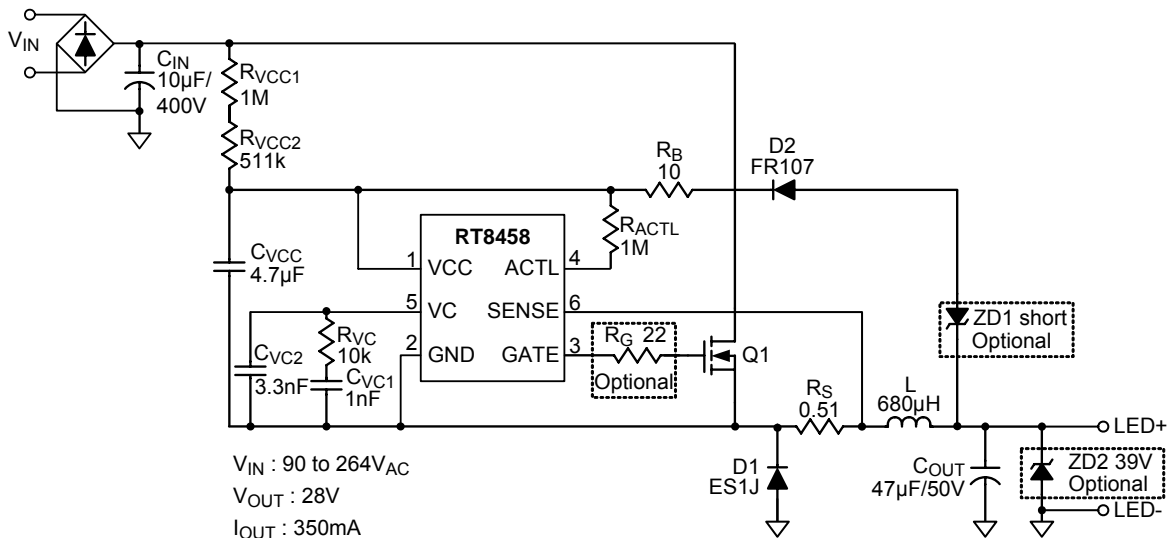 VIN
CIN
10µF/
400V
RVCC1
1M
RVCC2
511k
RB
10
D2
FR107
RACTL
1M
RT8458
CVCC
4.7µF
1
VCC
ACTL
4
5
VC
SENSE
6
2
GND
GATE
3
RVC
10k
CVC2
3.3nF
CVC1
1nF
RG 22
Optional
Q1
ZD1 short
Optional
RS
0.51
L
680µH
LED+
D1
ES1J
COUT
47µF/50V
ZD2 39V
Optional
LED-
VIN : 90 to 264VAC
VOUT : 28V
IOUT : 350mA